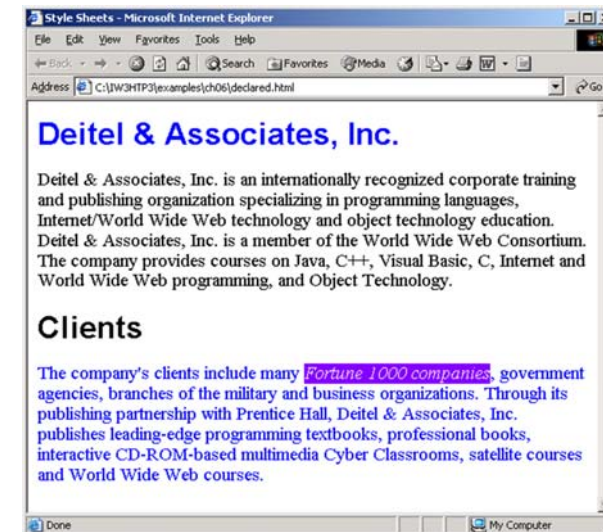 Style Sheets - Microsoft Internet Explorer
File Edit View Favorites Tools Help
Back Search Favorites Media
Address C:\IW3HTP3\examples\ch06\declared.html Go
Deitel & Associates, Inc.
Deitel & Associates, Inc. is an internationally recognized corporate training
and publishing organization specializing in programming languages,
Internet/World Wide Web technology and object technology education.
Deitel & Associates, Inc. is a member of the World Wide Web Consortium.
The company provides courses on Java, C++, Visual Basic, C, Internet and
World Wide Web programming, and Object Technology.
Clients
The company's clients include many Fortune 1000 companies, government
agencies, branches of the military and business organizations. Through its
publishing partnership with Prentice Hall, Deitel & Associates, Inc.
publishes leading-edge programming textbooks, professional books,
interactive CD-ROM-based multimedia Cyber Classrooms, satellite courses
and World Wide Web courses.
Done My Computer